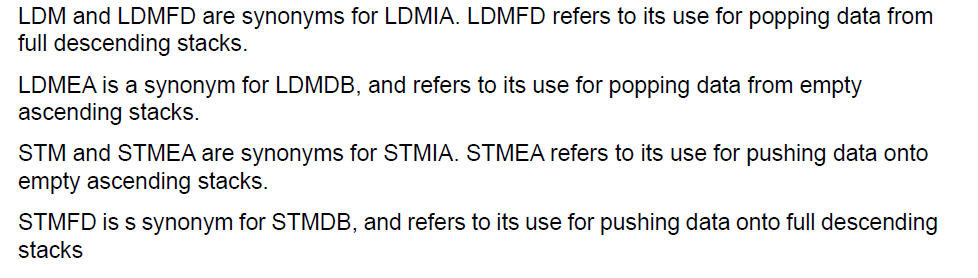 LDM and LDMFD are synonyms for LDMIA. LDMFD refers to its use for popping data from
full descending stacks.
LDMEA is a synonym for LDMDB, and refers to its use for popping data from empty
ascending stacks.
STM and STMEA are synonyms for STMIA. STMEA refers to its use for pushing data onto
empty ascending stacks.
STMFD is s synonym for STMDB, and refers to its use for pushing data onto full descending
stacks